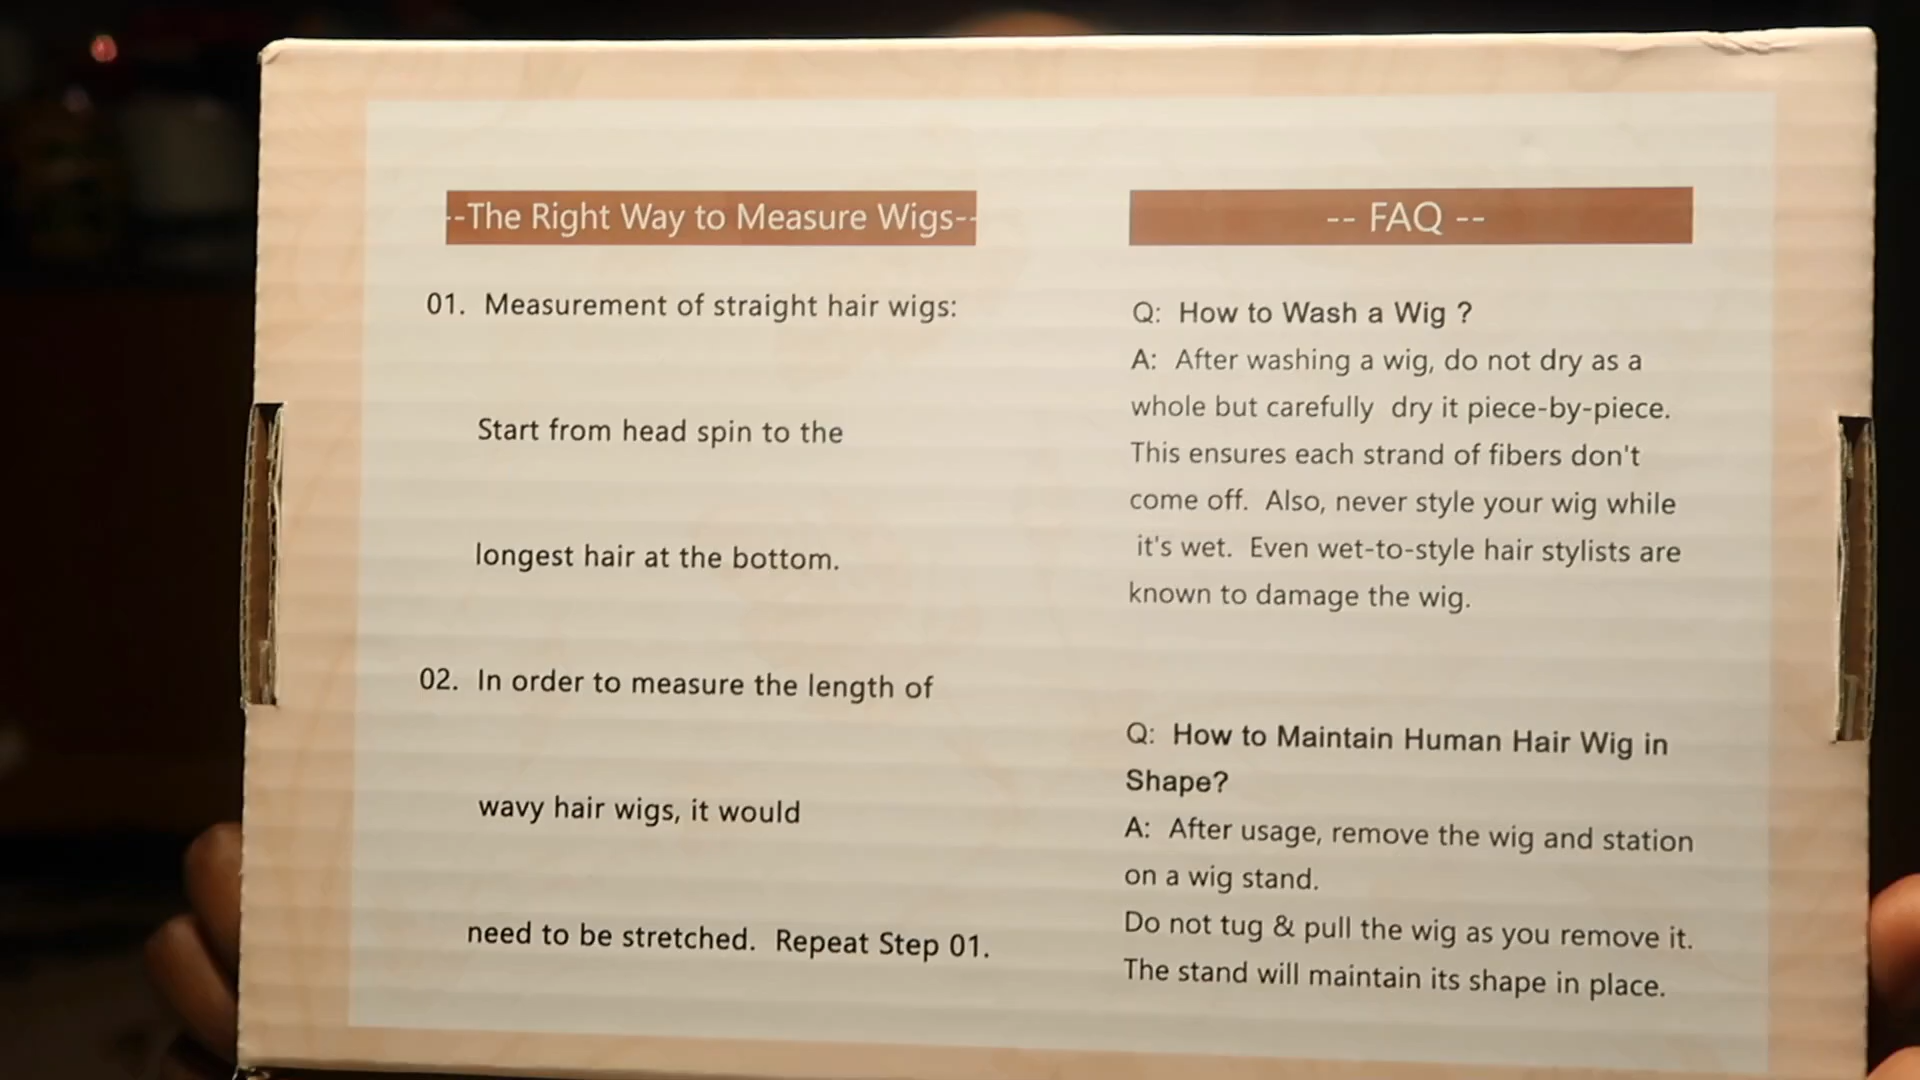 --The Right Way to Measure Wigs--
01. Measurement of straight hair wigs:
Start from head spin to the
longest hair at the bottom.
02. In order to measure the length of
wavy hair wigs, it would
need to be stretched. Repeat Step 01.
-- FAQ --
Q: How to Wash a Wig ?
A: After washing a wig, do not dry as a
whole but carefully dry it piece-by-piece.
This ensures each strand of fibers don't
come off. Also, never style your wig while
it's wet. Even wet-to-style hair stylists are
known to damage the wig.
Q: How to Maintain Human Hair Wig in
Shape?
A: After usage, remove the wig and station
on a wig stand.
Do not tug & pull the wig as you remove it.
The stand will maintain its shape in place.